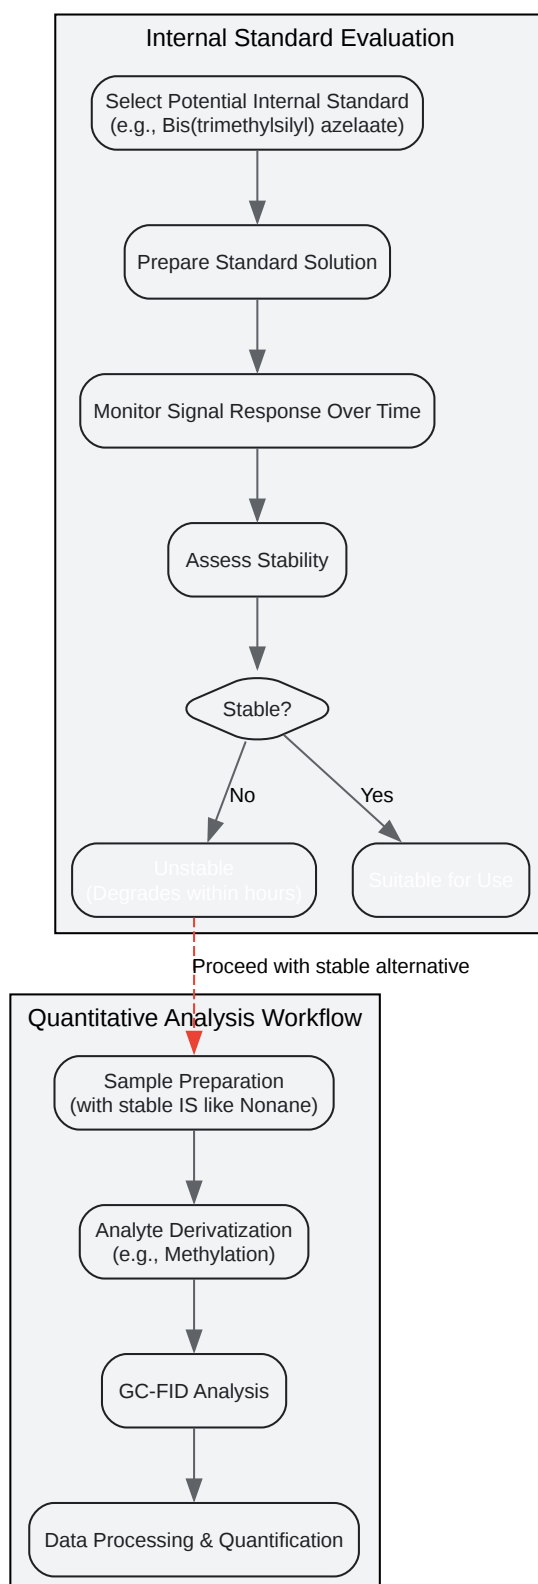 Internal Standard Evaluation
Select Potential Internal Standard
(e.g., Bis(trimethylsilyl) azelaate)
Prepare Standard Solution
Monitor Signal Response Over Time
Assess Stability
Stable?
No
Yes
Unstable
(Degrades within hours)
Suitable for Use
Proceed with stable alternative
Quantitative Analysis Workflow
Sample Preparation
(with stable IS like Nonane)
Analyte Derivatization
(e.g., Methylation)
GC-FID Analysis
Data Processing & Quantification